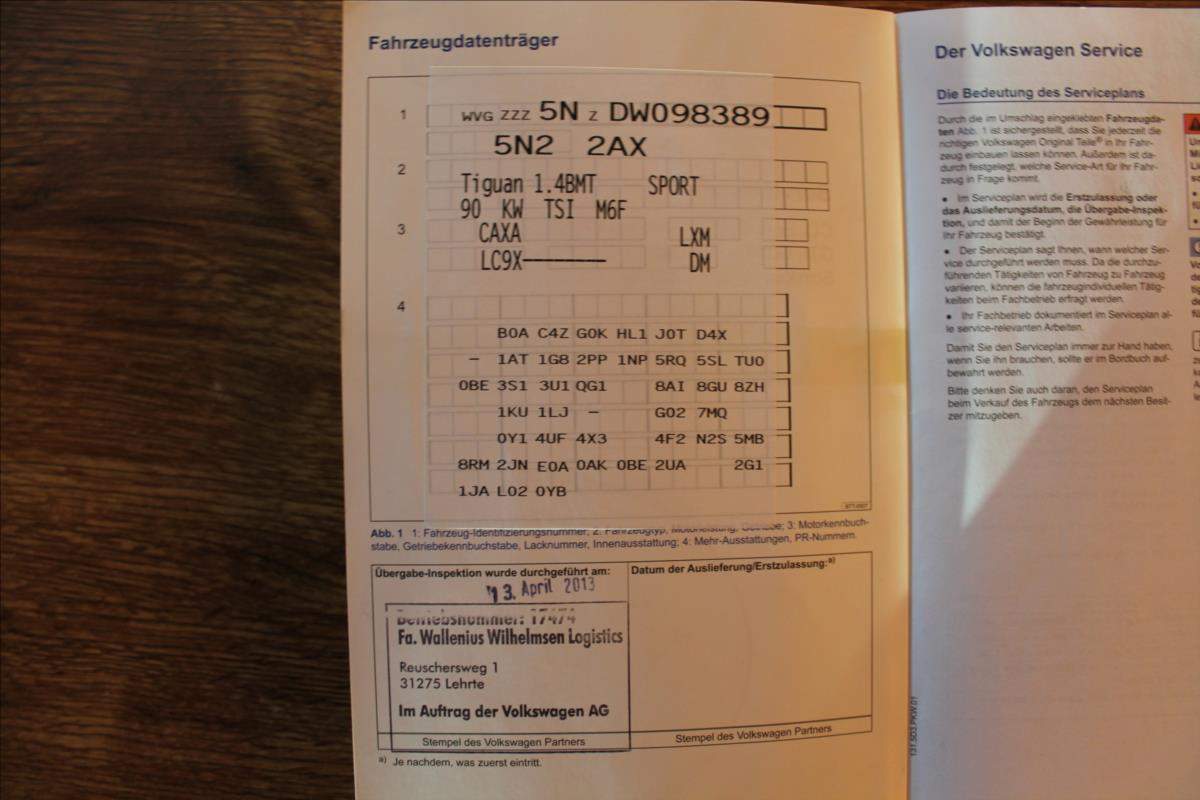 Fahrzeugdatenträger
1 WVG ZZZ 5N Z DW098389
5N2 2AX
2
Tiguan 1.4BMT SPORT
90 KW TSI M6F
3 CAXA LXM
LC9X-------- DM
4
B0A C4Z G0K HL1 J0T D4X
- 1AT 1G8 2PP 1NP 5RQ 5SL TU0
0BE 3S1 3U1 QG1 8AI 8GU 8ZH
1KU 1LJ - G02 7MQ
0Y1 4UF 4X3 4F2 N2S 5MB
8RM 2JN E0A 0AK 0BE 2UA 2G1
1JA L02 0YB
Abb. 1 1: Fahrzeug-Identifizierungsnummer; 2: Fahrzeugtyp, Motorleistung, Getriebe; 3: Motorkennbuch-
stabe, Getriebekennbuchstabe, Lacknummer, Innenausstattung; 4: Mehr-Ausstattungen, PR-Nummern
Übergabe-Inspektion wurde durchgeführt am:
13. April 2013
Betriebsnummer: 17474
Fa. Wallenius Wilhelmsen Logistics
Reuschersweg 1
31275 Lehrte
Im Auftrag der Volkswagen AG
Stempel des Volkswagen Partners
Datum der Auslieferung/Erstzulassung:a)
Stempel des Volkswagen Partners
a) Je nachdem, was zuerst eintritt.
Der Volkswagen Service
Die Bedeutung des Serviceplans
Durch die im Umschlag eingeklebten Fahrzeugda-
ten Abb. 1 ist sichergestellt, dass Sie jederzeit die
richtigen Volkswagen Original Teile® in Ihr Fahr-
zeug einbauen lassen können. Außerdem ist da-
durch festgelegt, welche Service-Art für Ihr Fahr-
zeug in Frage kommt.
• Im Serviceplan wird die Erstzulassung oder
das Auslieferungsdatum, die Übergabe-Inspek-
tion, und damit der Beginn der Gewährleistung für
Ihr Fahrzeug bestätigt.
• Der Serviceplan sagt Ihnen, wann welcher Ser-
vice durchgeführt werden muss. Da die durchzu-
führenden Tätigkeiten von Fahrzeug zu Fahrzeug
variieren, können die fahrzeugindividuellen Tätig-
keiten beim Fachbetrieb erfragt werden.
• Ihr Fachbetrieb dokumentiert im Serviceplan al-
le service-relevanten Arbeiten.
Damit Sie den Serviceplan immer zur Hand haben,
wenn Sie ihn brauchen, sollte er im Bordbuch auf-
bewahrt werden.
Bitte denken Sie auch daran, den Serviceplan
beim Verkauf des Fahrzeugs dem nächsten Besit-
zer mitzugeben.
131.5D3.PKW.01